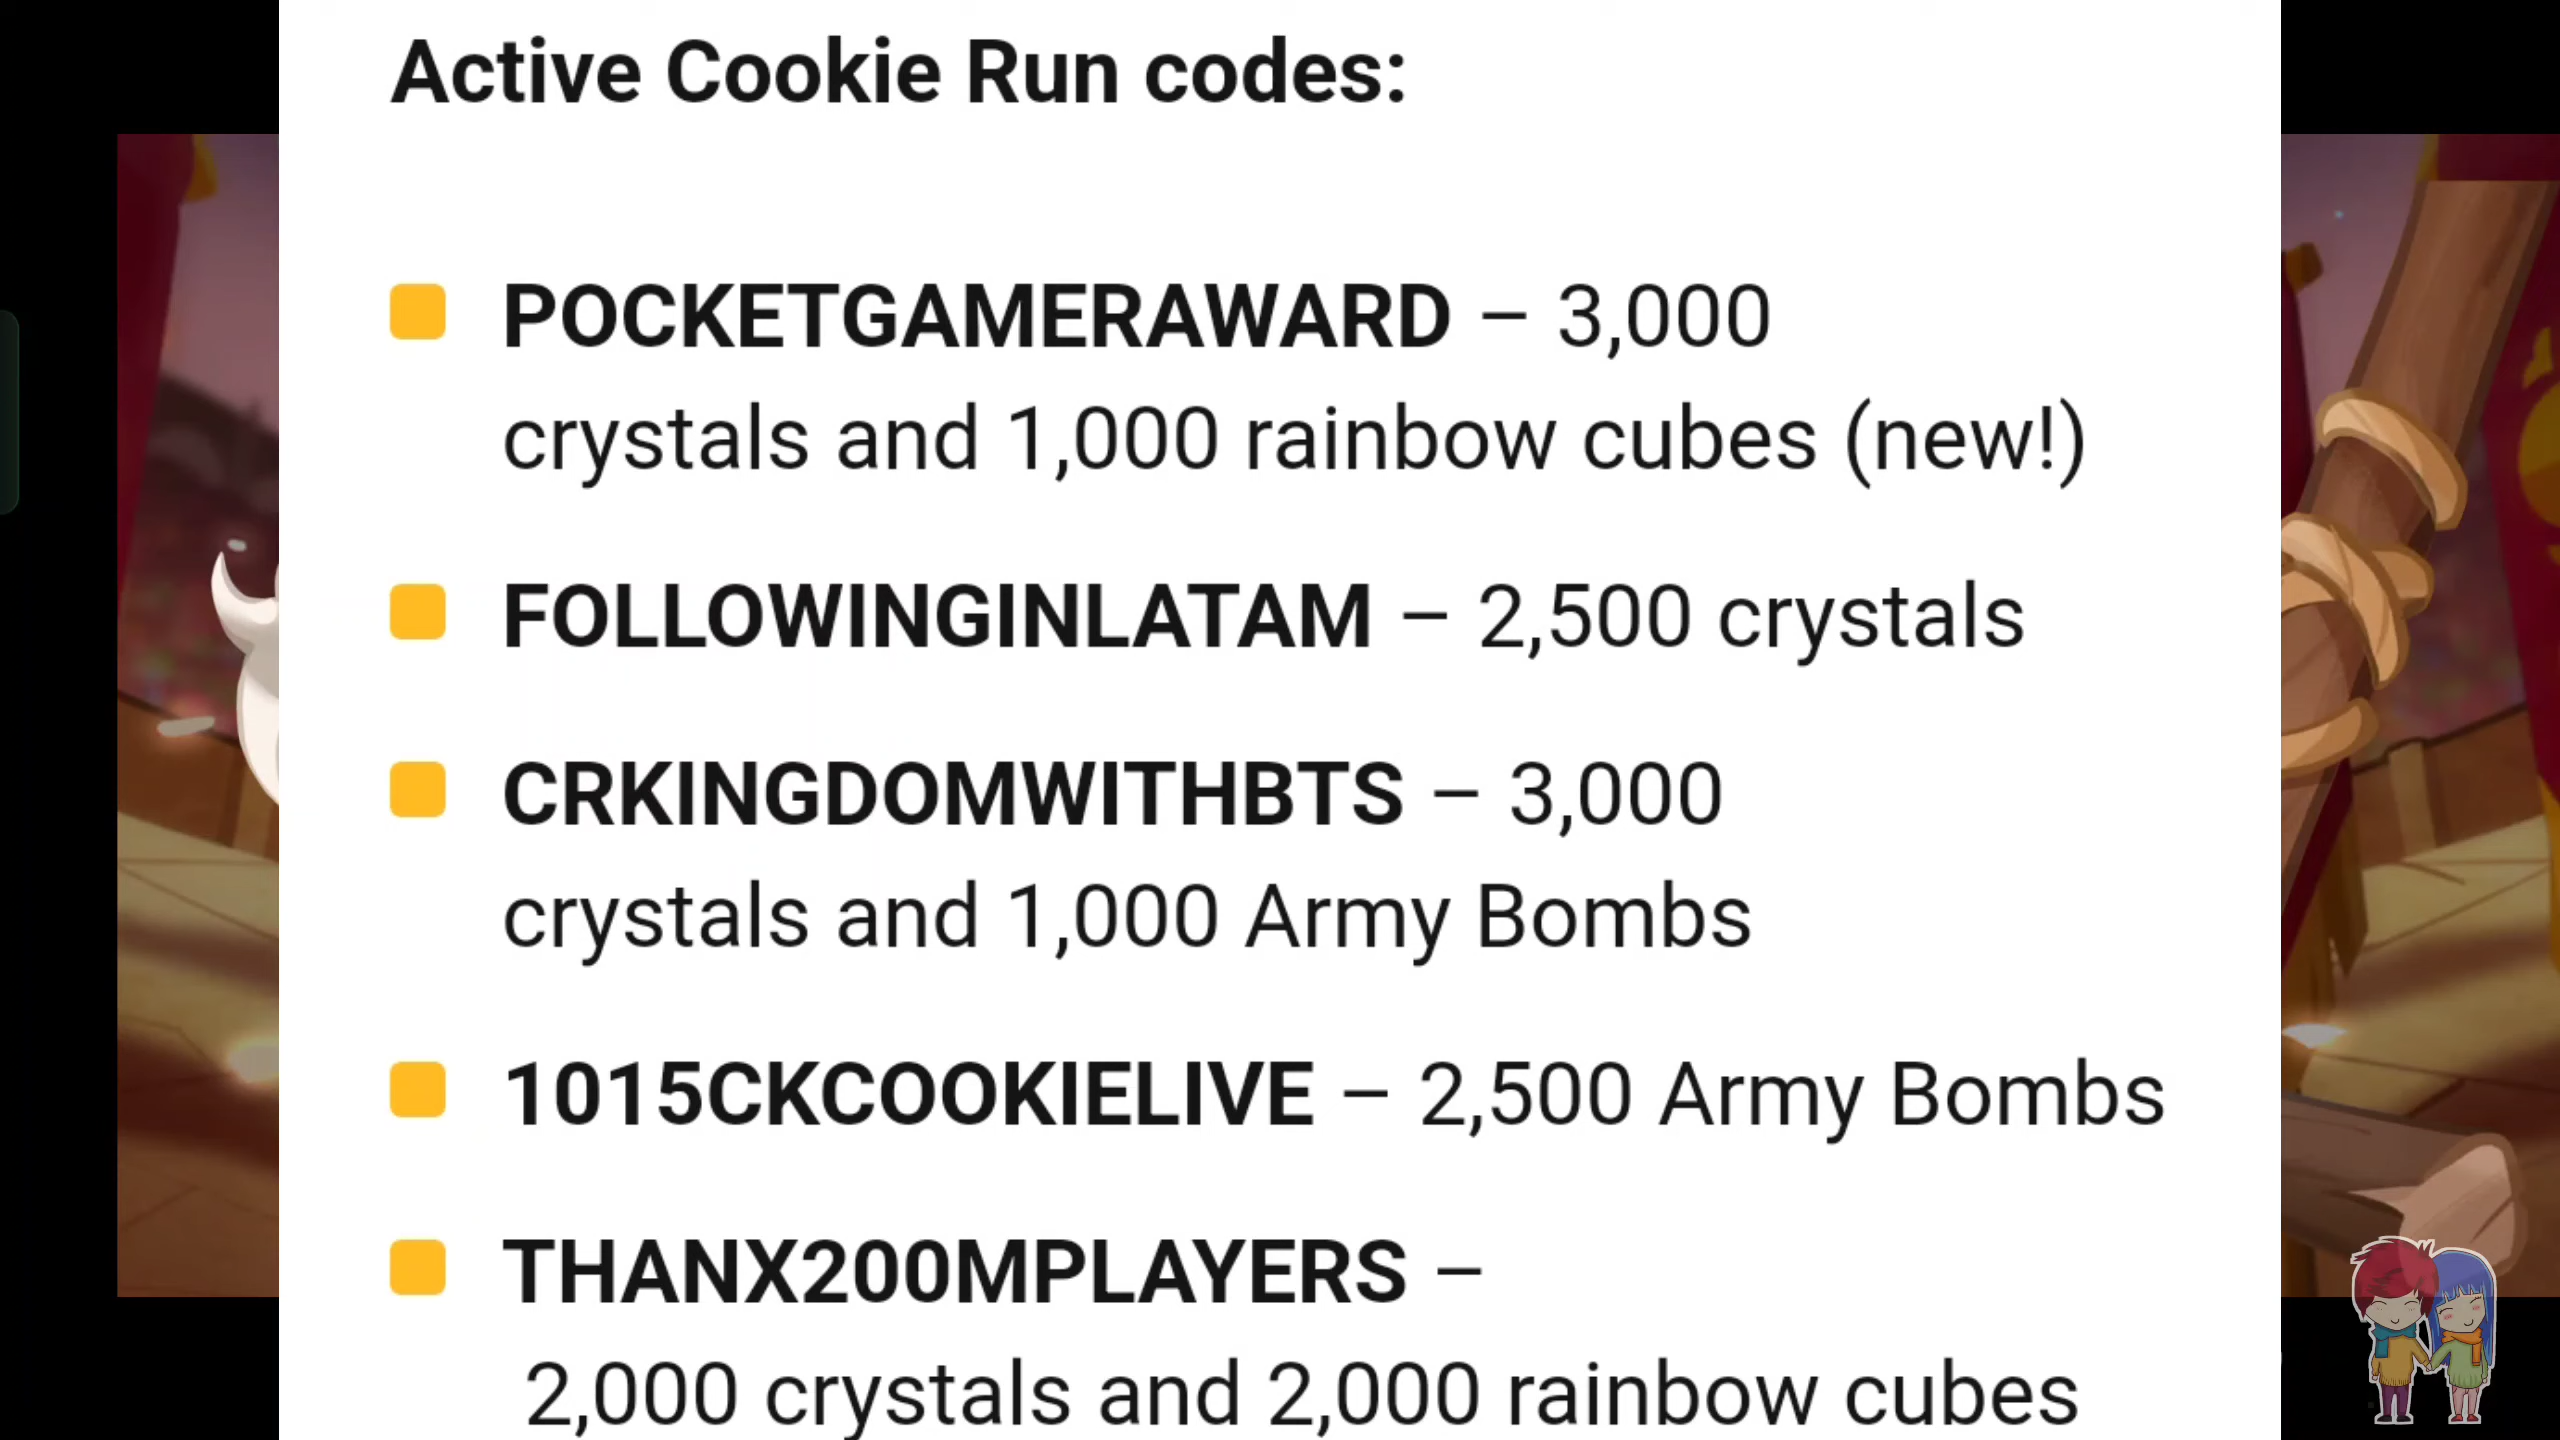 Active Cookie Run codes:
POCKETGAMERAWARD – 3,000
crystals and 1,000 rainbow cubes (new!)
FOLLOWINGINLATAM – 2,500 crystals
CRKINGDOMWITHBTS – 3,000
crystals and 1,000 Army Bombs
1015CKCOOKIELIVE – 2,500 Army Bombs
THANX200MPLAYERS –
2,000 crystals and 2,000 rainbow cubes